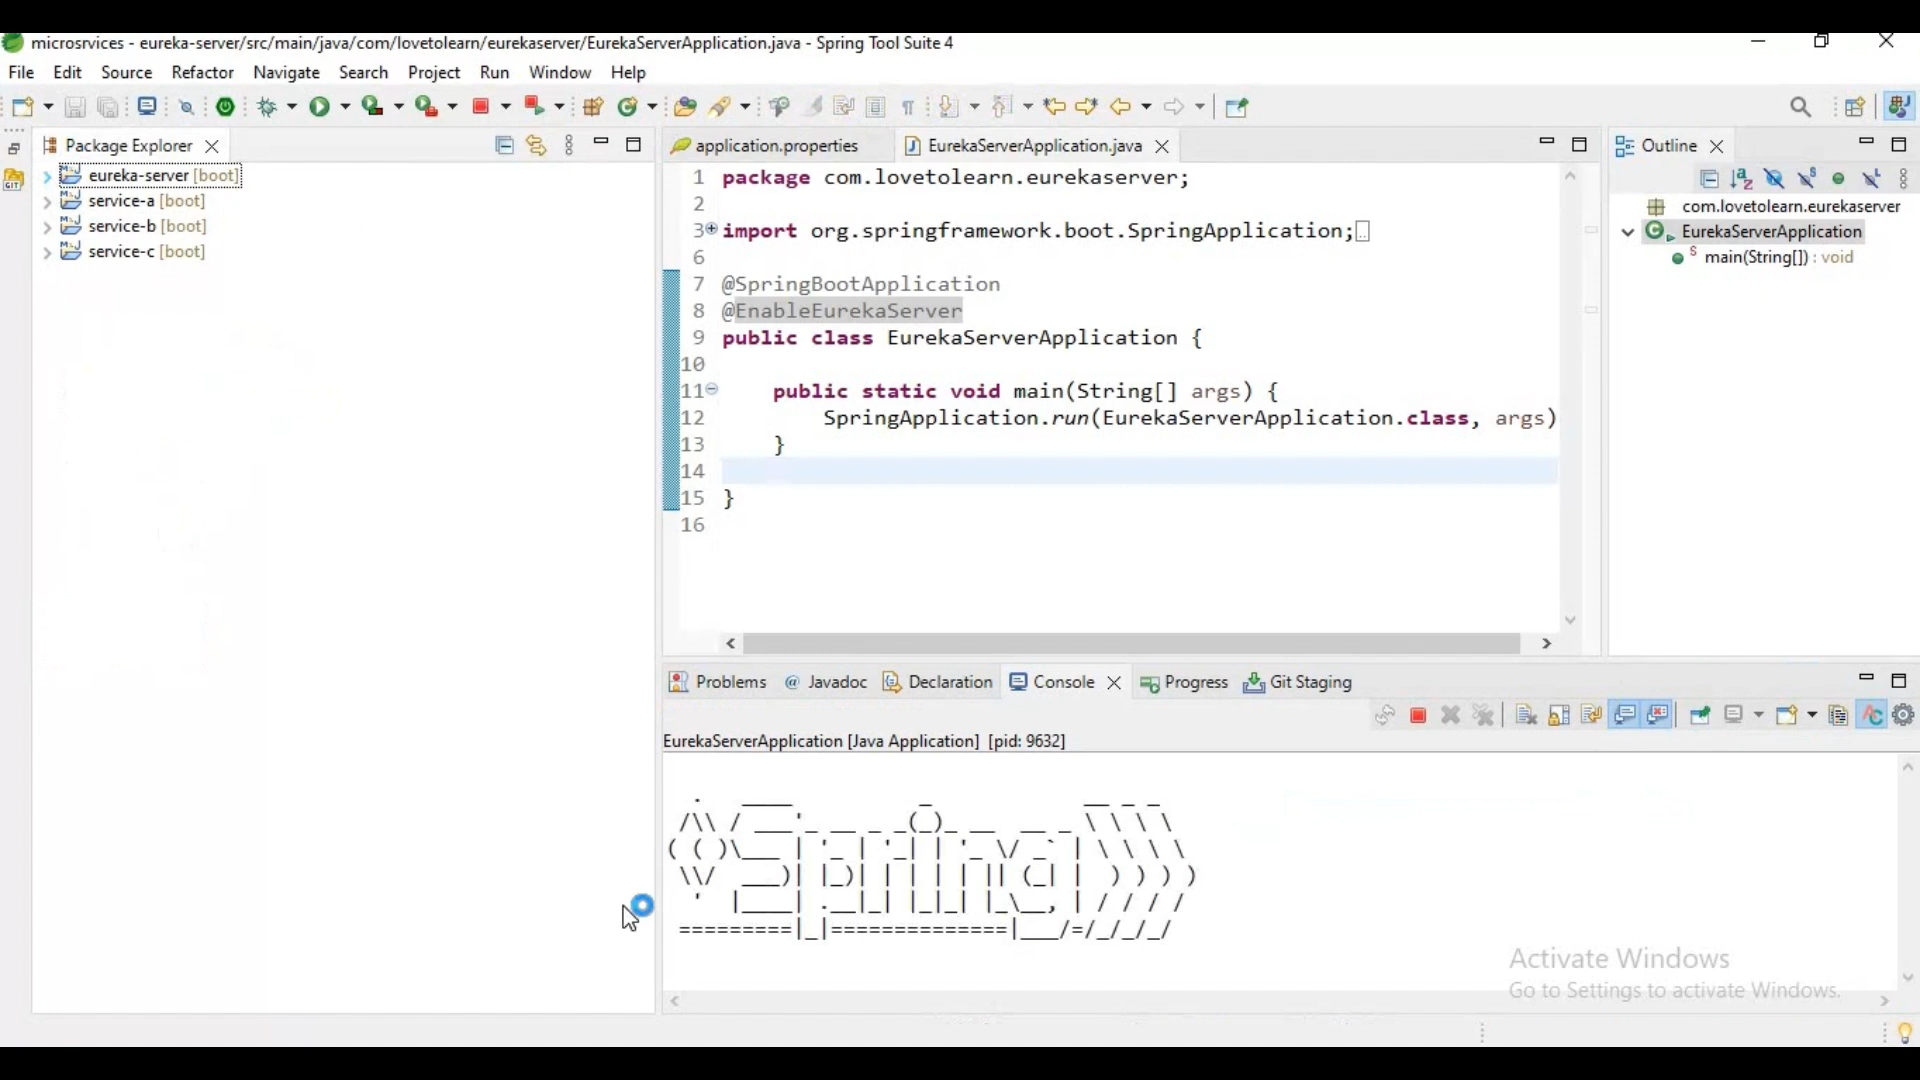 microsrvices - eureka-server/src/main/java/com/lovetolearn/eurekaserver/EurekaServerApplication.java - Spring Tool Suite 4
File Edit Source Refactor Navigate Search Project Run Window Help
Package Explorer
eureka-server [boot]
service-a [boot]
service-b [boot]
service-c [boot]
application.properties EurekaServerApplication.java
1 package com.lovetolearn.eurekaserver;
2
3 import org.springframework.boot.SpringApplication;
6
7 @SpringBootApplication
8 @EnableEurekaServer
9 public class EurekaServerApplication {
10
11 public static void main(String[] args) {
12 SpringApplication.run(EurekaServerApplication.class, args)
13 }
14
15 }
16
Outline
com.lovetolearn.eurekaserver
EurekaServerApplication
main(String[]) : void
Problems @ Javadoc Declaration Console Progress Git Staging
EurekaServerApplication [Java Application] [pid: 9632]
Spring
Activate Windows
Go to Settings to activate Windows.